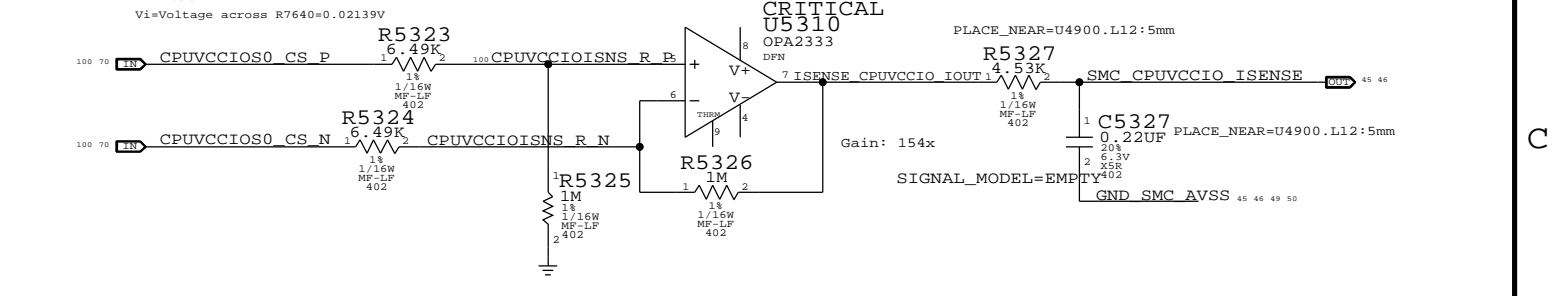 Vi=Voltage across R7640=0.02139V
CRITICAL
U5310
OPA2333
DFN
8
V+
V-
THRM
9
4
5
+
6
-
7
PLACE_NEAR=U4900.L12:5mm
R5323
6.49K
2
1%
1/16W
MF-LF
402
100 70 IN CPUVCCIOS0_CS_P
100 CPUVCCIOISNS_R_P
ISENSE_CPUVCCIO_IOUT
R5327
1 4.53K 2
1%
1/16W
MF-LF
402
SMC_CPUVCCIO_ISENSE
OUT 45 46
R5324
1 6.49K 2
1%
1/16W
MF-LF
402
100 70 IN CPUVCCIOS0_CS_N
CPUVCCIOISNS_R_N
Gain: 154x
1 C5327
0.22UF
20%
6.3V
2 X5R
402
PLACE_NEAR=U4900.L12:5mm
C
R5326
1 1M 2
1%
1/16W
MF-LF
402
SIGNAL_MODEL=EMPTY
1 R5325
1M
1%
1/16W
MF-LF
2 402
GND_SMC_AVSS 45 46 49 50